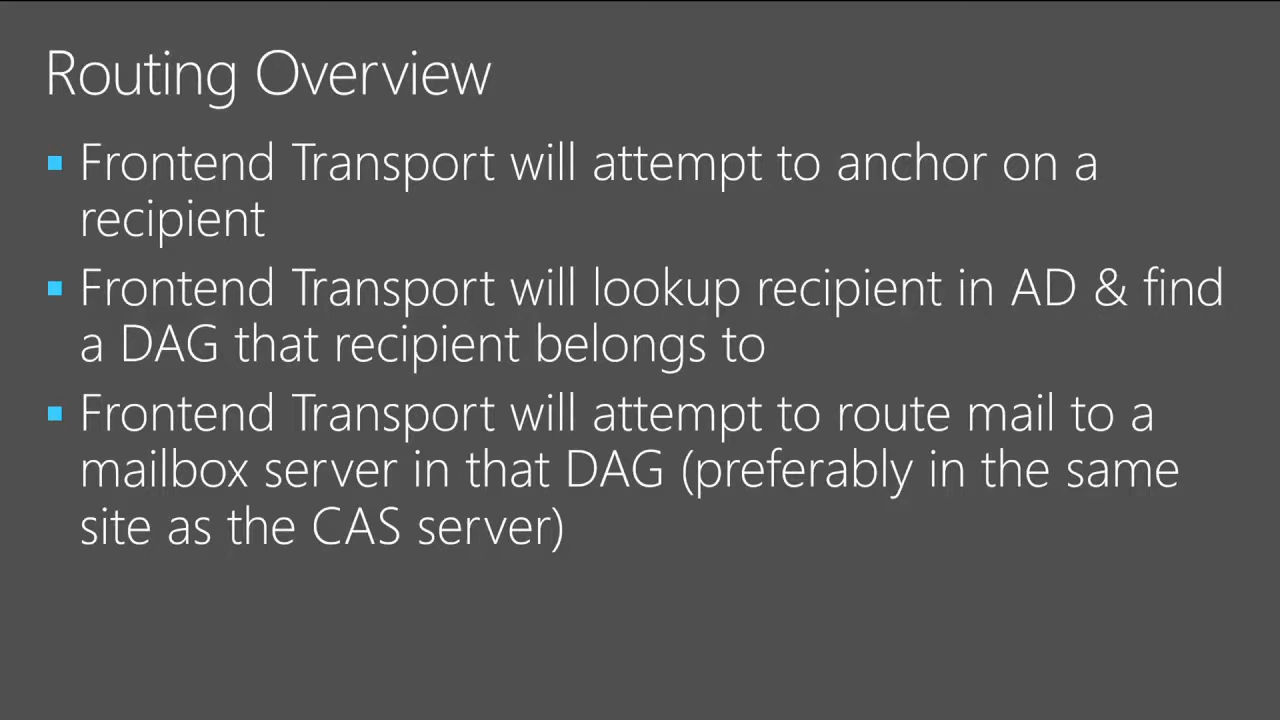 Routing Overview
Frontend Transport will attempt to anchor on a
recipient
Frontend Transport will lookup recipient in AD & find
a DAG that recipient belongs to
Frontend Transport will attempt to route mail to a
mailbox server in that DAG (preferably in the same
site as the CAS server)